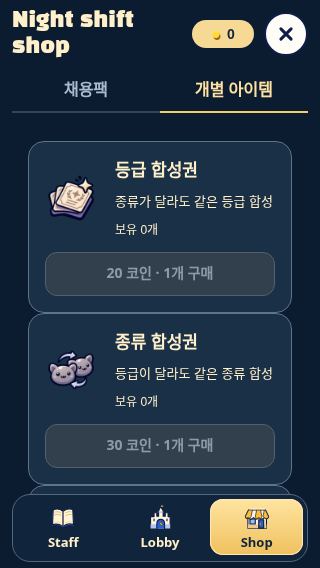 Night shift
shop
0
채용팩
개별 아이템
등급 합성권
종류가 달라도 같은 등급 합성
보유 0개
20 코인 · 1개 구매
종류 합성권
등급이 달라도 같은 종류 합성
보유 0개
30 코인 · 1개 구매
Staff
Lobby
Shop